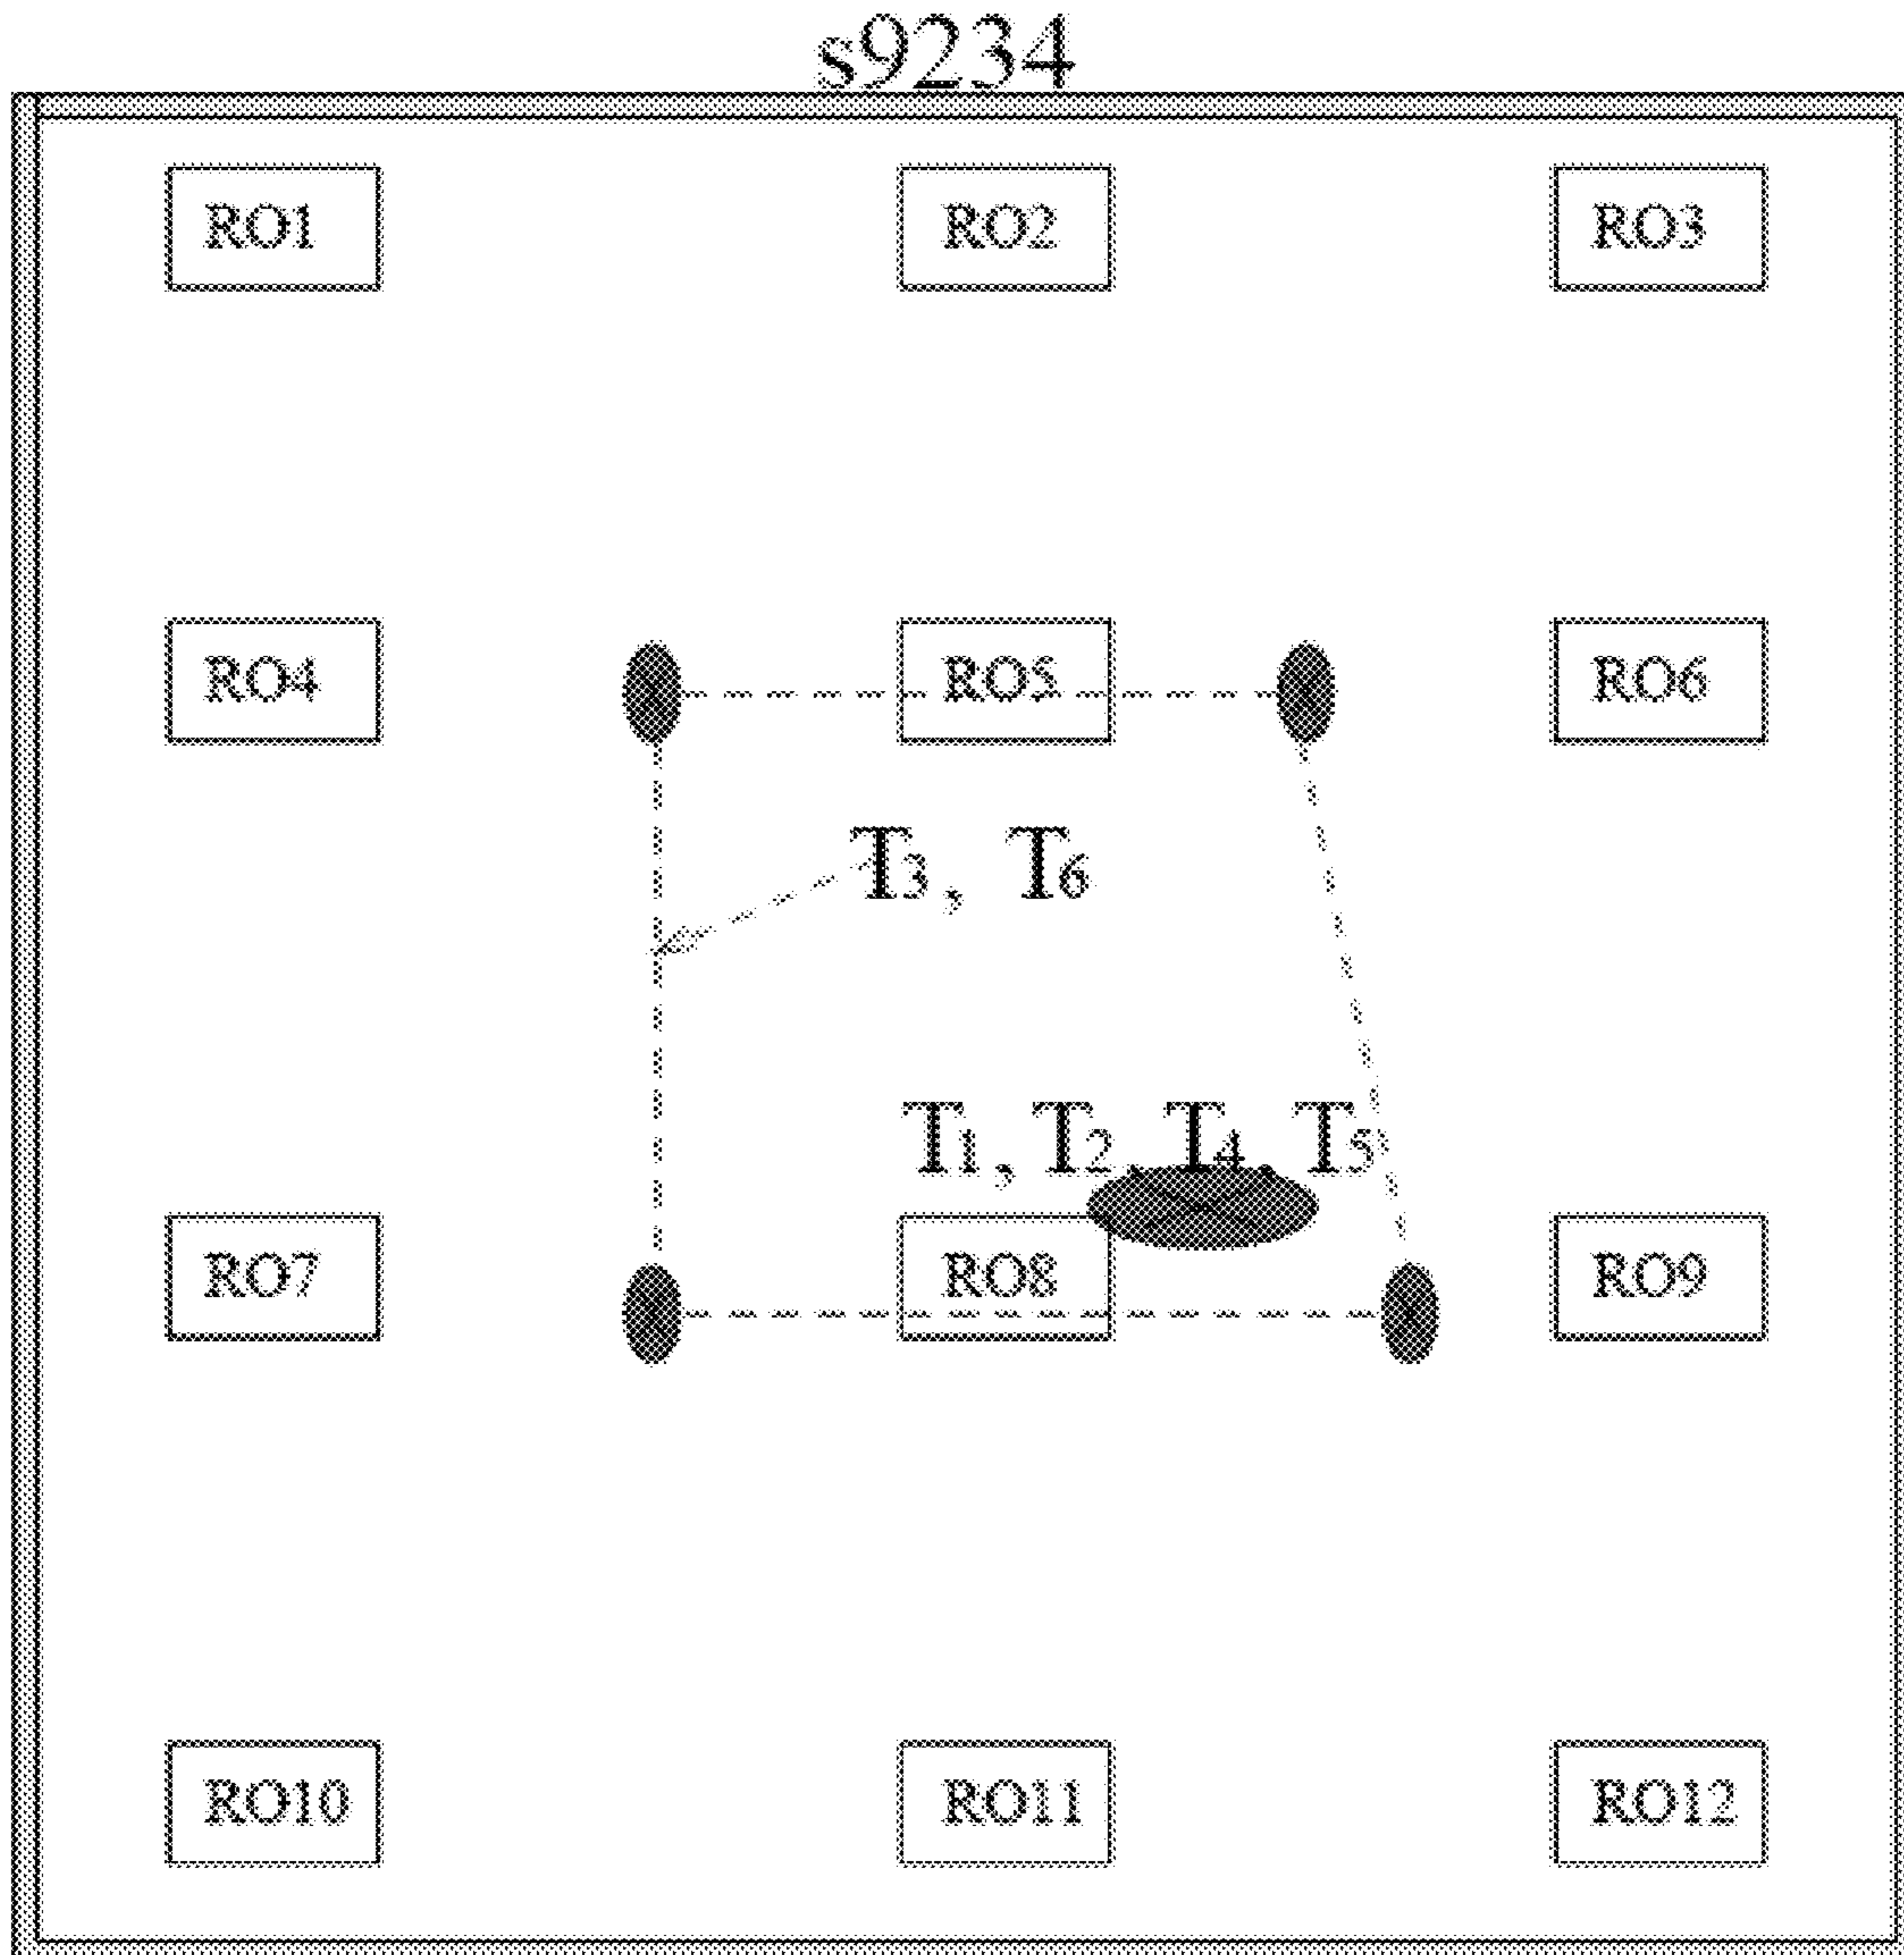 s9234
RO1 RO2 RO3
RO4 RO5 RO6
T3, T6
T1, T2, T4, T5
RO7 RO8 RO9
RO10 RO11 RO12